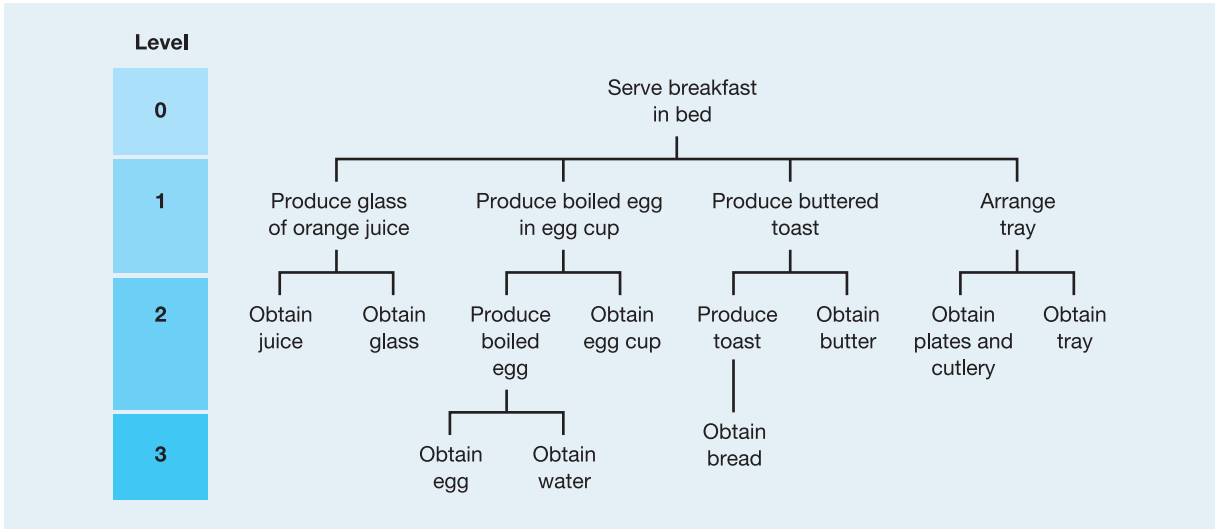 Level
0
Serve breakfast
in bed
1
Produce glass
of orange juice
Produce boiled egg
in egg cup
Produce buttered
toast
Arrange
tray
2
Obtain
juice
Obtain
glass
Produce
boiled
egg
Obtain
egg cup
Produce
toast
Obtain
butter
Obtain
plates and
cutlery
Obtain
tray
3
Obtain
egg
Obtain
water
Obtain
bread